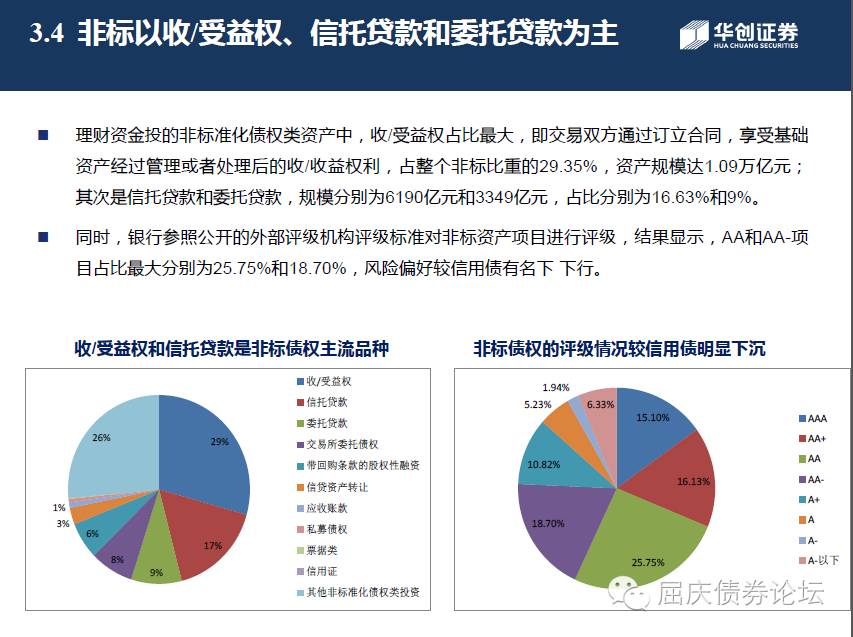 3.4 非标以收/受益权、信托贷款和委托贷款为主
华创证券
HUA CHUANG SECURITIES
理财资金投的非标准化债权类资产中，收/受益权占比最大，即交易双方通过订立合同，享受基础
资产经过管理或者处理后的收/收益权利，占整个非标比重的29.35%，资产规模达1.09万亿元；
其次是信托贷款和委托贷款，规模分别为6190亿元和3349亿元，占比分别为16.63%和9%。
同时，银行参照公开的外部评级机构评级标准对非标资产项目进行评级，结果显示，AA和AA-项
目占比最大分别为25.75%和18.70%，风险偏好较信用债有名下 下行。
收/受益权和信托贷款是非标债权主流品种
29%
17%
9%
8%
6%
3%
1%
26%
收/受益权
信托贷款
委托贷款
交易所委托债权
带回购条款的股权性融资
信贷资产转让
应收账款
私募债权
票据类
信用证
其他非标准化债权类投资
非标债权的评级情况较信用债明显下沉
15.10%
16.13%
25.75%
18.70%
10.82%
5.23%
1.94%
6.33%
AAA
AA+
AA
AA-
A+
A
A-
A-以下
屈庆债券论坛